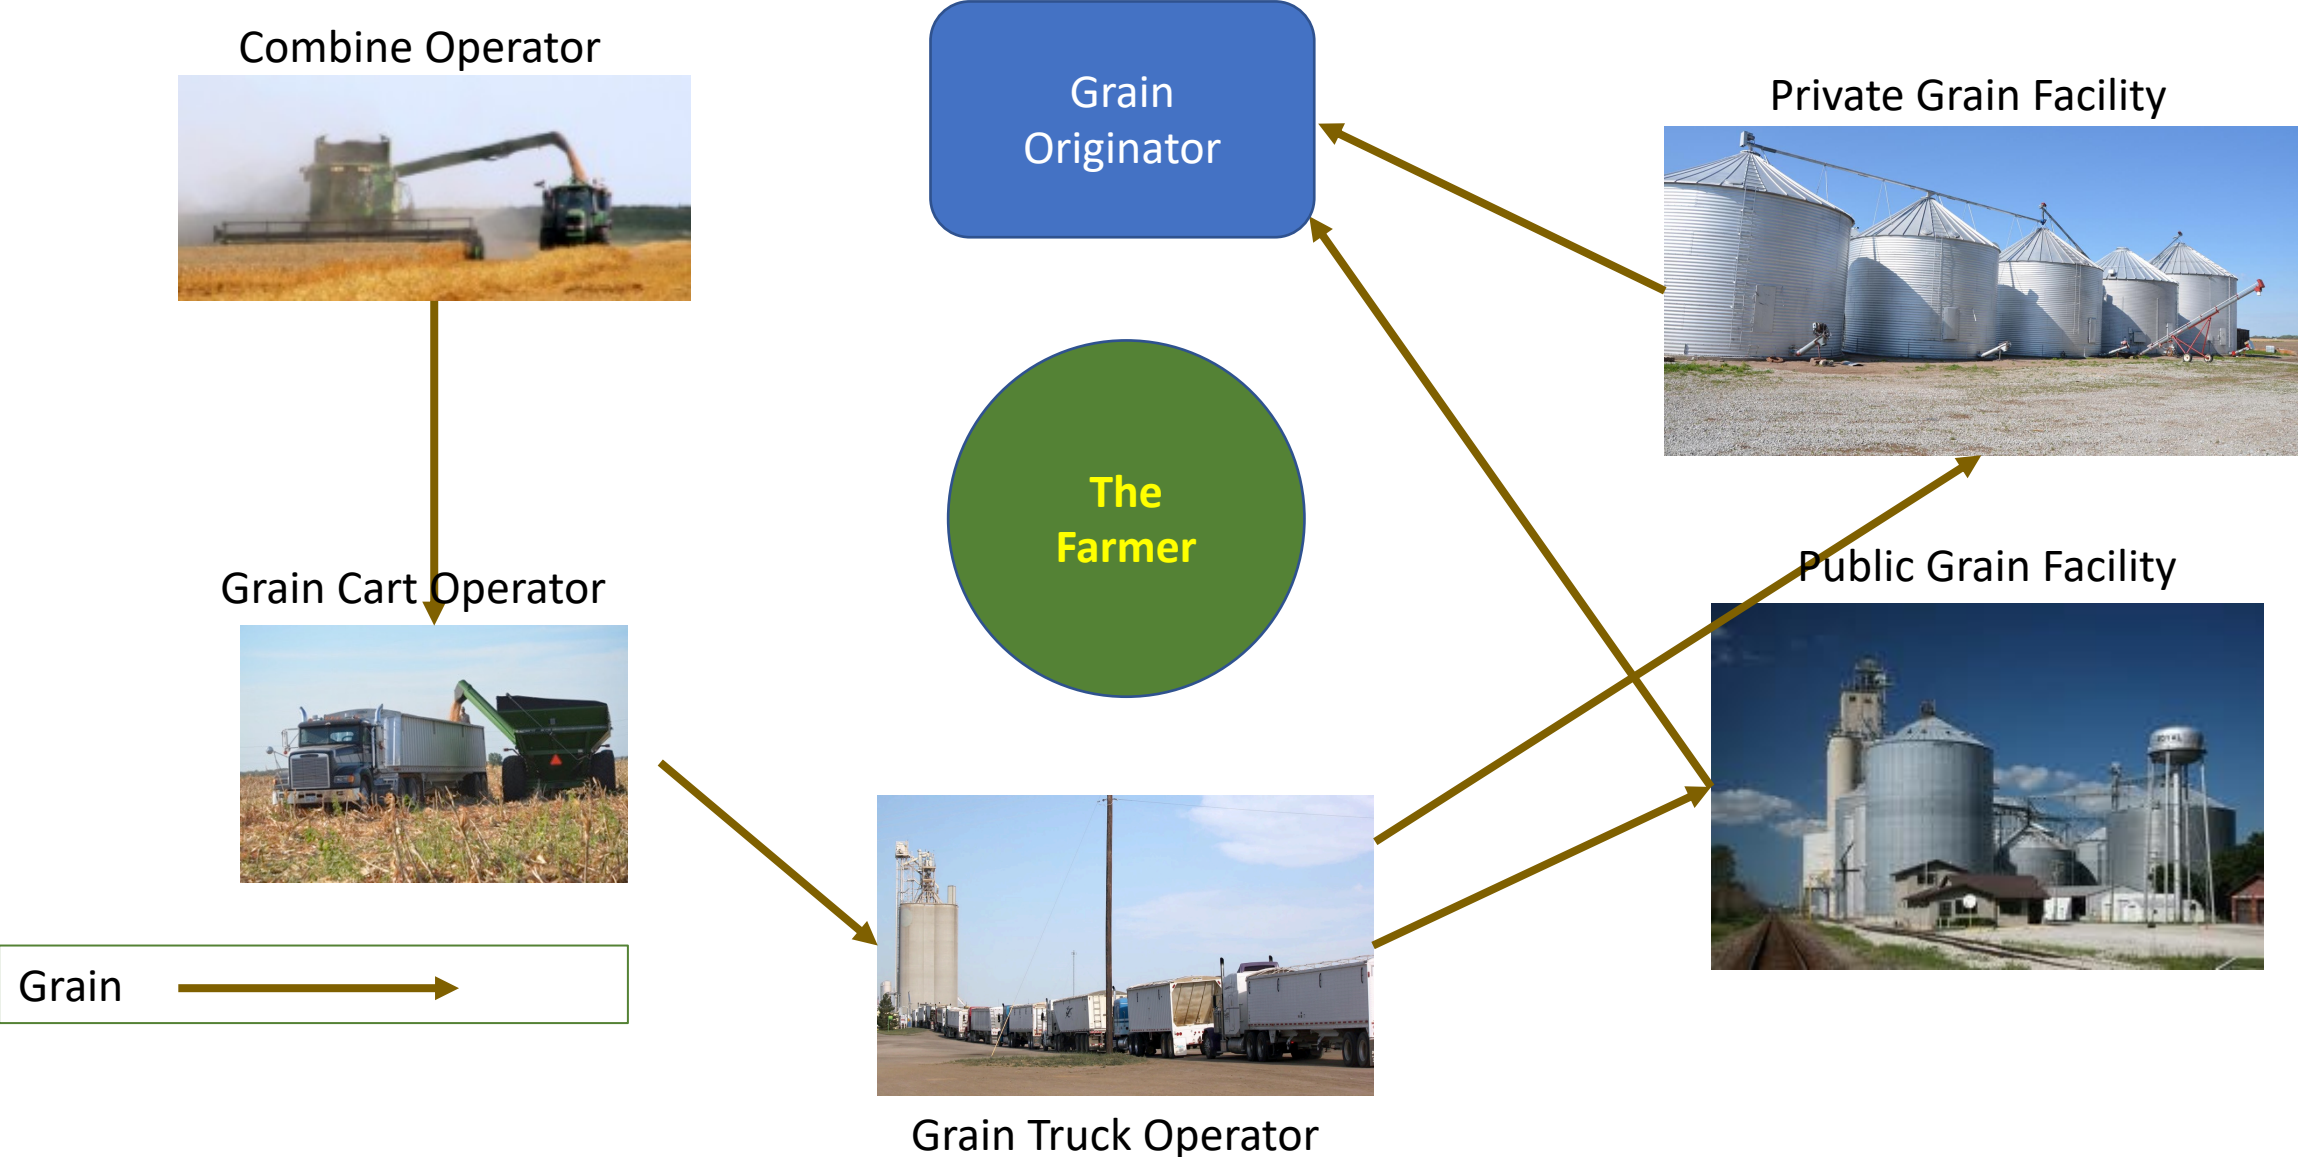 Combine Operator
Grain
Originator
Private Grain Facility
The
Farmer
Public Grain Facility
Grain Cart Operator
Grain
Grain Truck Operator